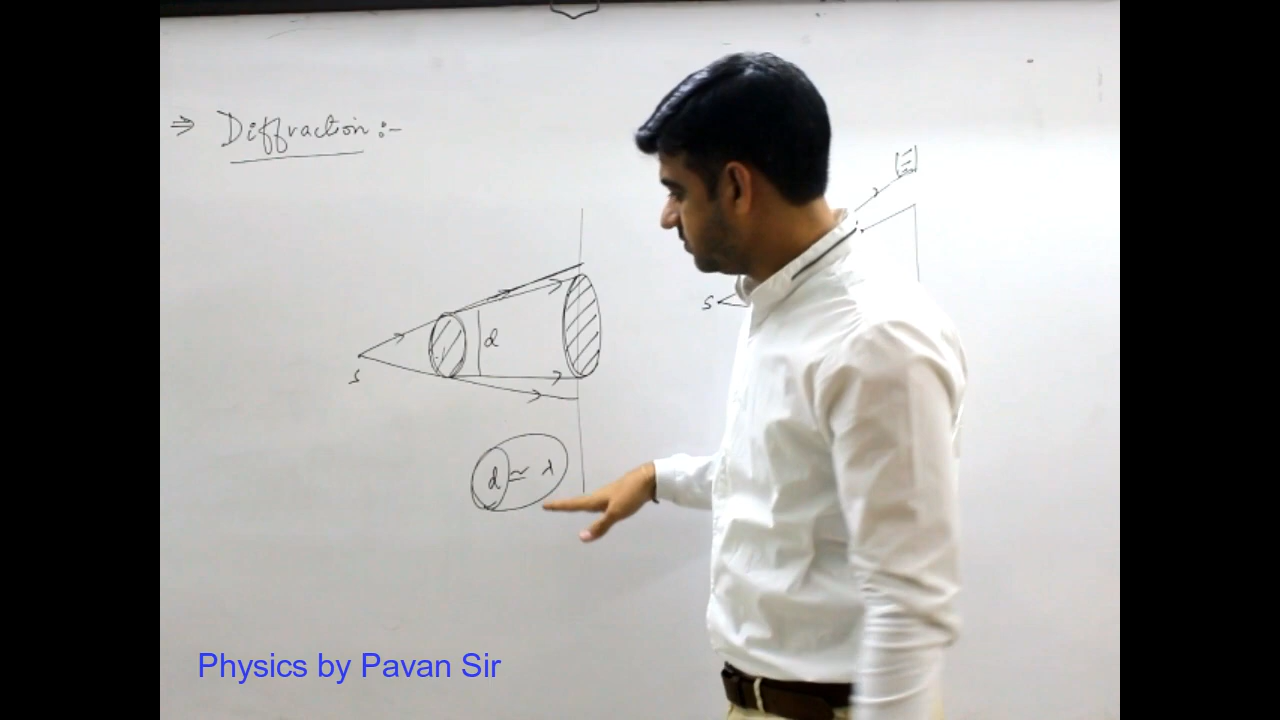 ⇒ Diffraction :-
S
d
S
d ≃ λ
Physics by Pavan Sir